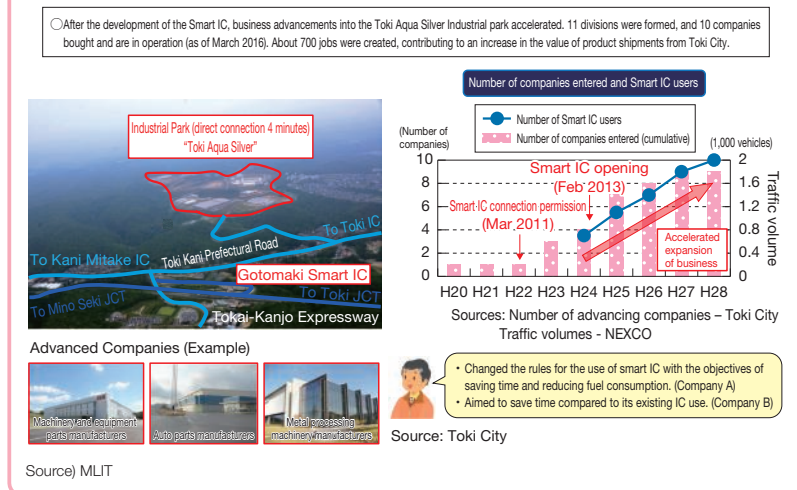 ○After the development of the Smart IC, business advancements into the Toki Aqua Silver Industrial park accelerated. 11 divisions were formed, and 10 companies
bought and are in operation (as of March 2016). About 700 jobs were created, contributing to an increase in the value of product shipments from Toki City.
Industrial Park (direct connection 4 minutes)
"Toki Aqua Silver"
To Toki IC
Toki Kani Prefectural Road
To Kani Mitake IC
Gotomaki Smart IC
To Toki JCT
To Mino Seki JCT
Tokai-Kanjo Expressway
Number of companies entered and Smart IC users
Number of Smart IC users
Number of companies entered (cumulative)
(Number of
companies)
(1,000 vehicles)
10
8
6
4
2
0
2
1.6
1.2
0.8
0.4
0
Traffic volume
Smart IC opening
(Feb 2013)
Smart IC connection permission
(Mar 2011)
Accelerated
expansion
of business
H20 H21 H22 H23 H24 H25 H26 H27 H28
Sources: Number of advancing companies – Toki City
Traffic volumes - NEXCO
Advanced Companies (Example)
Machinery and equipment
parts manufacturers
Auto parts manufacturers
Metal processing
machinery manufacturers
• Changed the rules for the use of smart IC with the objectives of
saving time and reducing fuel consumption. (Company A)
• Aimed to save time compared to its existing IC use. (Company B)
Source: Toki City
Source) MLIT